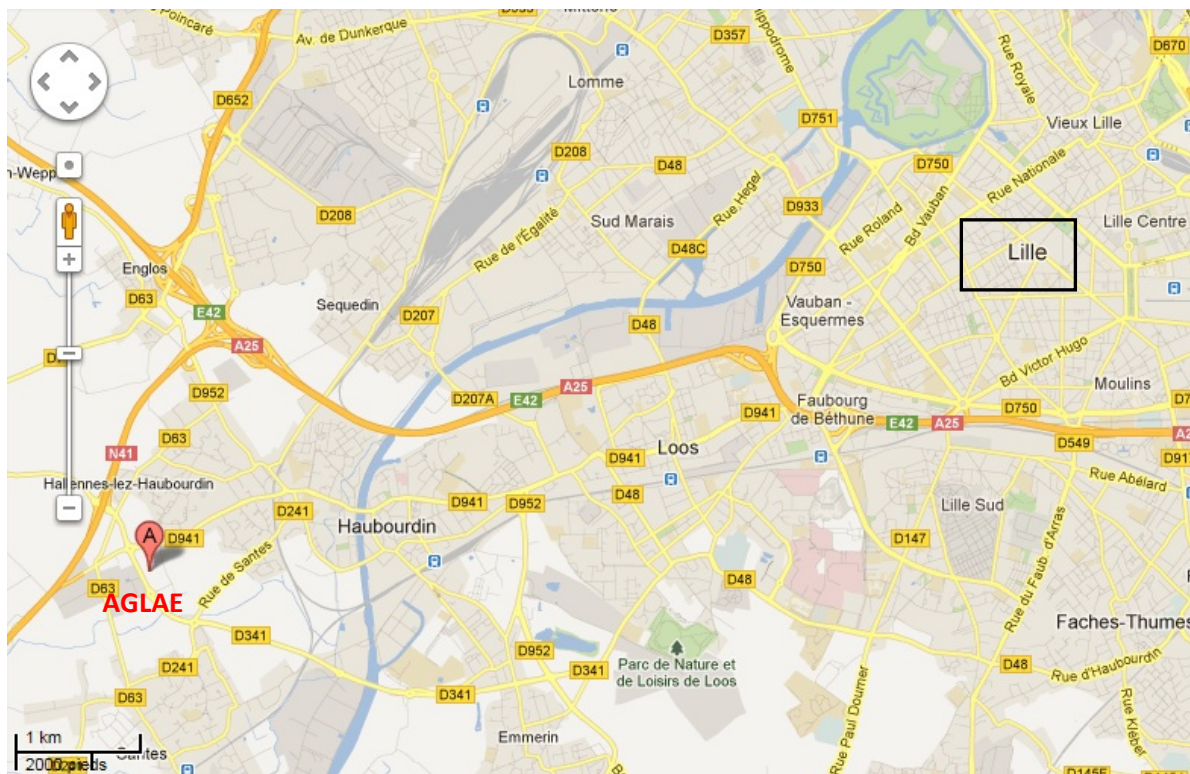 Poincaré
Av. de Dunkerque
Mitterie
D357
Hippodrome
D670
Rue Royale
D652
Lomme
D751
Vieux Lille
D208
D48
D750
Rue Nationale
D208
Sud Marais
Rue Hegel
D933
Rue Roland
Bd Vauban
Lille Centre
Rue de l'Égalité
D48C
D750
Lille
Englos
D63
E42
Sequedin
D207
D48
Vauban -
Esquermes
A25
Bd Victor Hugo
D952
D207A
E42
A25
D941
Faubourg
de Béthune
E42
A25
D750
Moulins
D63
N41
D941
Loos
D549
Rue Abélard
Hallennes-lez-Haubourdin
D241
D941
D952
D48
Lille Sud
Haubourdin
A
D941
D147
Rue de Santes
D63
AGLAE
D48
Rue du Faub. d'Arras
D341
D952
Faches-Thumes
D241
D341
D341
Parc de Nature et
de Loisirs de Loos
D48
Rue d'Haubourdin
D63
Rue Paul Doumer
Rue Kléber
Emmerin
1 km
2000 pieds
Santes